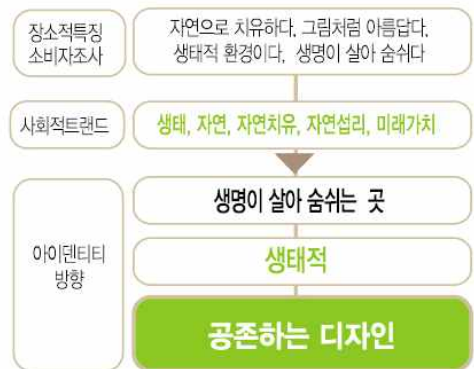 장소적특징
소비자조사
자연으로 치유하다, 그림처럼 아름답다,
생태적 환경이다, 생명이 살아 숨쉬다
사회적트랜드
생태, 자연, 자연치유, 자연섭리, 미래가치
아이덴티티
방향
생명이 살아 숨쉬는 곳
생태적
공존하는 디자인